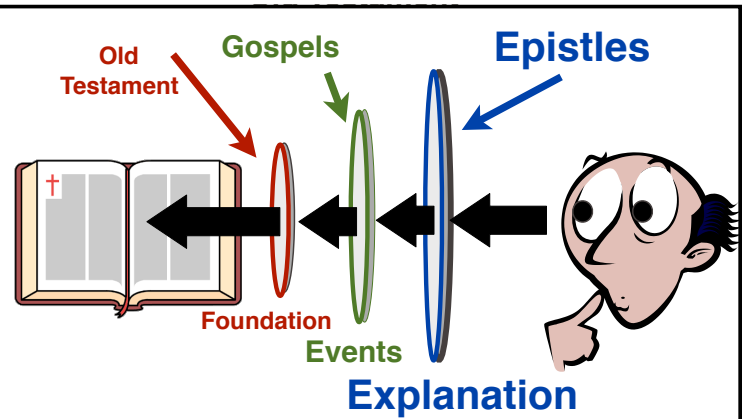 Old
Testament
Gospels
Epistles
Foundation
Events
Explanation